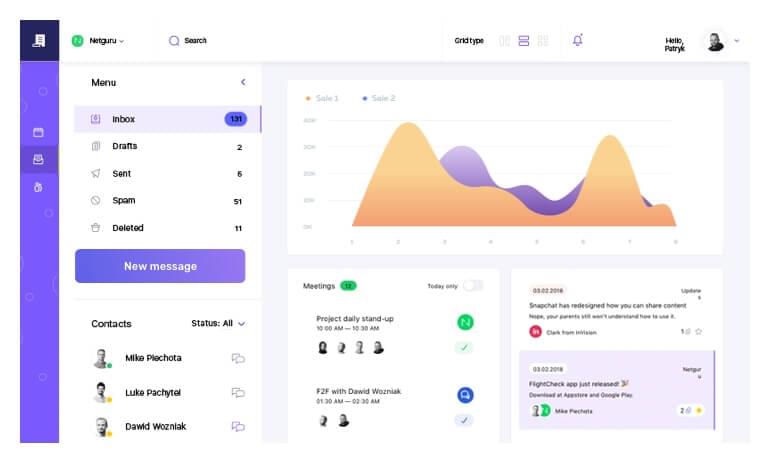 Netguru
Search
Grid type
Hello,
Patryk
Menu
Inbox
131
Drafts
2
Sent
Spam
51
Deleted
11
New message
Contacts
Status: All
Mike Piechota
Luke Pachytel
Dawid Wozniak
Sale 1
Sale 2
40K
30K
20K
10K
0K
1 2 3 4 5 6 7 8
Meetings
12
Today only
Project daily stand-up
10:00 AM — 10:30 AM
F2F with Dawid Wozniak
01:30 AM — 02:30 AM
03.02.2018
Update
s
Snapchat has redesigned how you can share content
Nope, your parents still won't understand how to use it.
in
Clark from InVision
1
03.02.2018
Netgur
u
FlightCheck app just released! 🎉
Download at Appstore and Google Play.
Mike Piechota
2